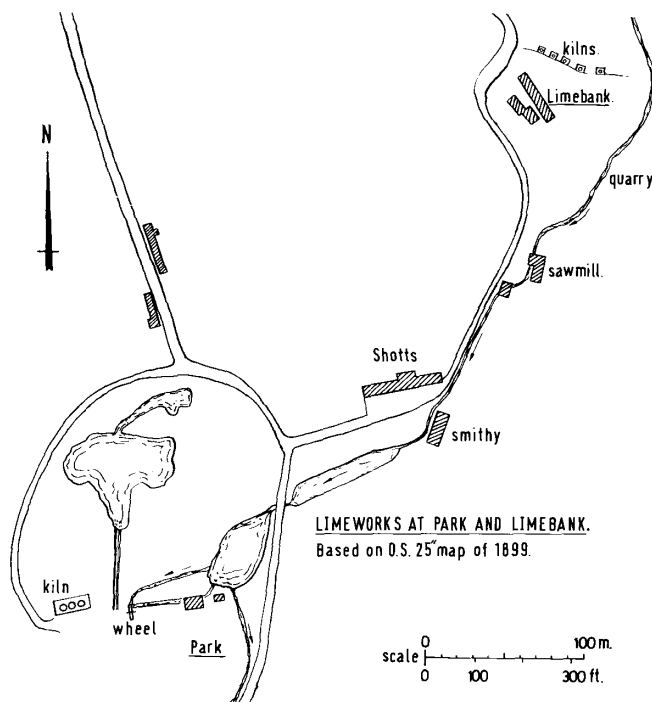 kilns.
Limebank.
N
quarry
sawmill.
Shotts
smithy
LIMEWORKS AT PARK AND LIMEBANK.
Based on O.S. 25" map of 1899.
kiln
wheel
Park
0 100 m.
scale
0 100 300 ft.